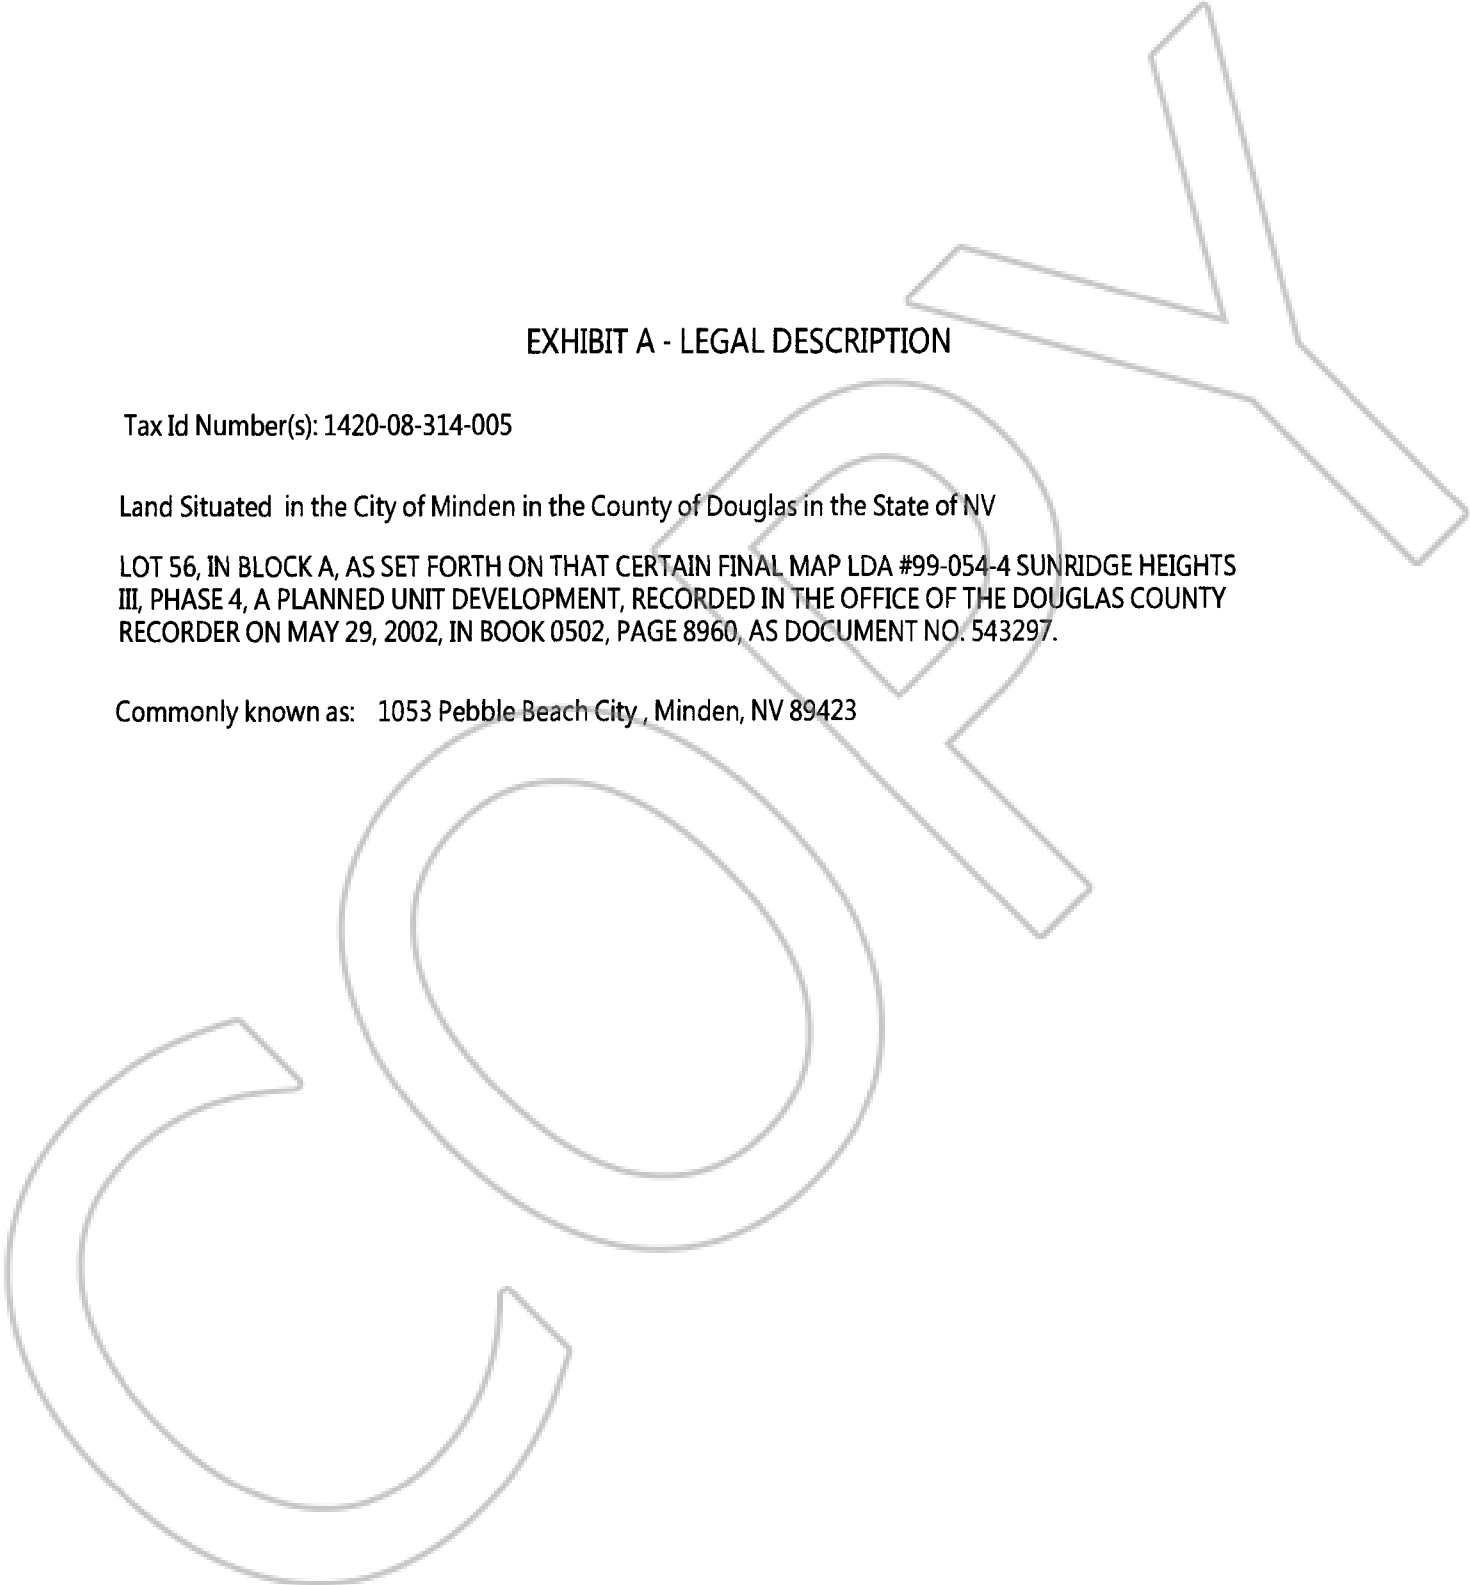 EXHIBIT A - LEGAL DESCRIPTION
Tax Id Number(s): 1420-08-314-005
Land Situated in the City of Minden in the County of Douglas in the State of NV
LOT 56, IN BLOCK A, AS SET FORTH ON THAT CERTAIN FINAL MAP LDA #99-054-4 SUNRIDGE HEIGHTS
III, PHASE 4, A PLANNED UNIT DEVELOPMENT, RECORDED IN THE OFFICE OF THE DOUGLAS COUNTY
RECORDER ON MAY 29, 2002, IN BOOK 0502, PAGE 8960, AS DOCUMENT NO. 543297.
Commonly known as: 1053 Pebble Beach City , Minden, NV 89423
COPY